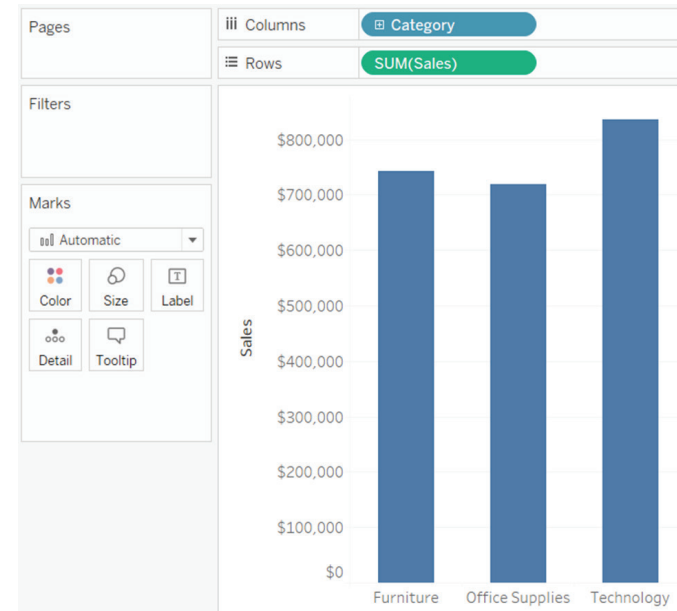 Pages
Columns
Category
Rows
SUM(Sales)
Filters
Marks
Automatic
Color
Size
T
Label
Detail
Tooltip
Sales
$800,000
$700,000
$600,000
$500,000
$400,000
$300,000
$200,000
$100,000
$0
Furniture
Office Supplies
Technology